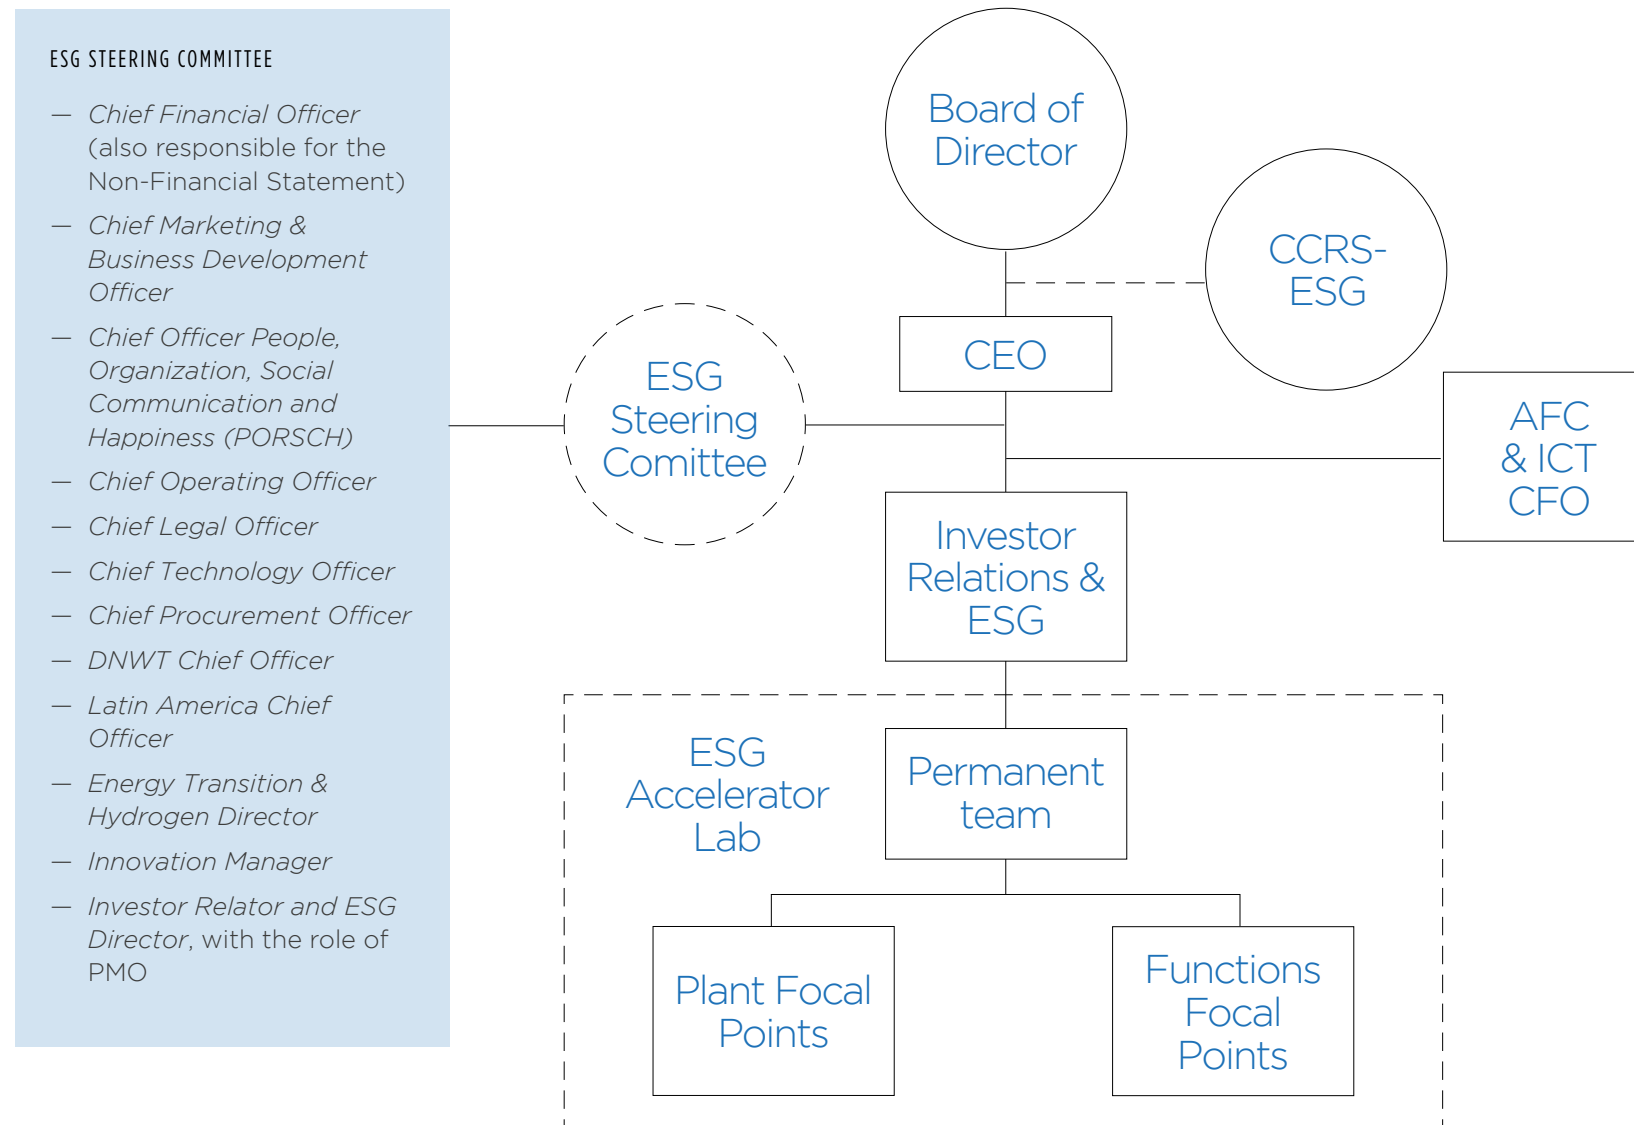 ESG STEERING COMMITTEE
— Chief Financial Officer
(also responsible for the
Non-Financial Statement)
— Chief Marketing &
Business Development
Officer
— Chief Officer People,
Organization, Social
Communication and
Happiness (PORSCH)
— Chief Operating Officer
— Chief Legal Officer
— Chief Technology Officer
— Chief Procurement Officer
— DNWT Chief Officer
— Latin America Chief
Officer
— Energy Transition &
Hydrogen Director
— Innovation Manager
— Investor Relator and ESG
Director, with the role of
PMO
Board of
Director
CCRS-
ESG
CEO
ESG
Steering
Comittee
AFC
& ICT
CFO
Investor
Relations &
ESG
ESG
Accelerator
Lab
Permanent
team
Plant Focal
Points
Functions
Focal
Points